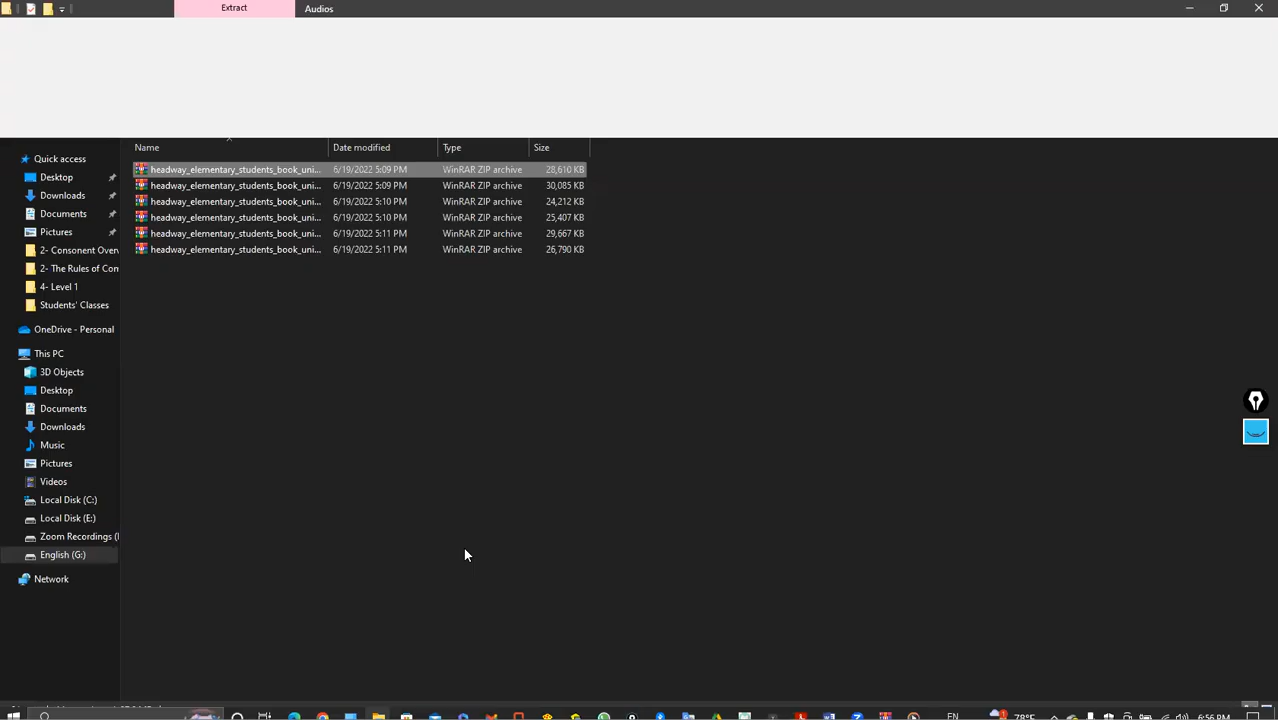 Extract Audios
Name Date modified Type Size
headway_elementary_students_book_uni... 6/19/2022 5:09 PM WinRAR ZIP archive 28,610 KB
headway_elementary_students_book_uni... 6/19/2022 5:09 PM WinRAR ZIP archive 30,085 KB
headway_elementary_students_book_uni... 6/19/2022 5:10 PM WinRAR ZIP archive 24,212 KB
headway_elementary_students_book_uni... 6/19/2022 5:10 PM WinRAR ZIP archive 25,407 KB
headway_elementary_students_book_uni... 6/19/2022 5:11 PM WinRAR ZIP archive 29,667 KB
headway_elementary_students_book_uni... 6/19/2022 5:11 PM WinRAR ZIP archive 26,790 KB
Quick access
Desktop
Downloads
Documents
Pictures
2- Consonent Over
2- The Rules of Con
4- Level 1
Students' Classes
OneDrive - Personal
This PC
3D Objects
Desktop
Documents
Downloads
Music
Pictures
Videos
Local Disk (C:)
Local Disk (E:)
Zoom Recordings (
English (G:)
Network
EN 78°F 6:56 PM